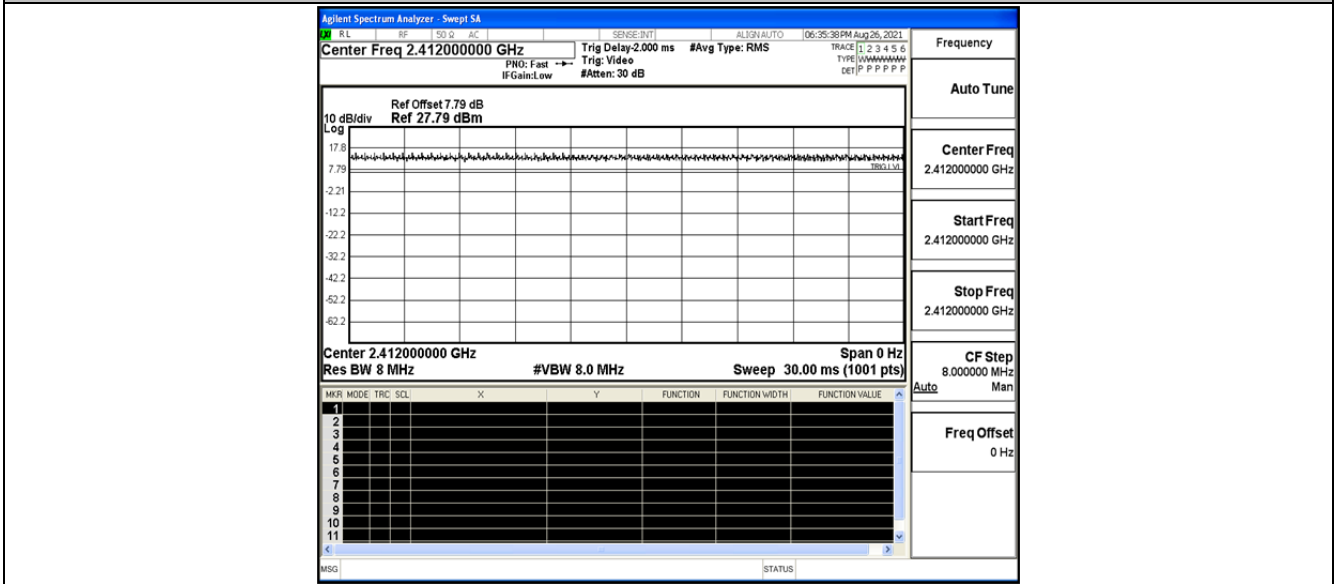 Agilent Spectrum Analyzer - Swept SA
LXI RL RF 50 Ω AC SENSE:INT ALIGN AUTO 06:35:38 PM Aug 26, 2021
Center Freq 2.412000000 GHz
PNO: Fast
IFGain:Low
Trig Delay-2.000 ms
Trig: Video
#Atten: 30 dB
#Avg Type: RMS
TRACE 1 2 3 4 5 6
TYPE WWWWWW
DET P P P P P P
Ref Offset 7.79 dB
10 dB/div Ref 27.79 dBm
Log
17.8
7.79
-2.21
-12.2
-22.2
-32.2
-42.2
-52.2
-62.2
TRIG LVL
Center 2.412000000 GHz Span 0 Hz
Res BW 8 MHz #VBW 8.0 MHz Sweep 30.00 ms (1001 pts)
MKR MODE TRC SCL X Y FUNCTION FUNCTION WIDTH FUNCTION VALUE
1
2
3
4
5
6
7
8
9
10
11
MSG STATUS
Frequency
Auto Tune
Center Freq
2.412000000 GHz
Start Freq
2.412000000 GHz
Stop Freq
2.412000000 GHz
CF Step
8.000000 MHz
Auto Man
Freq Offset
0 Hz